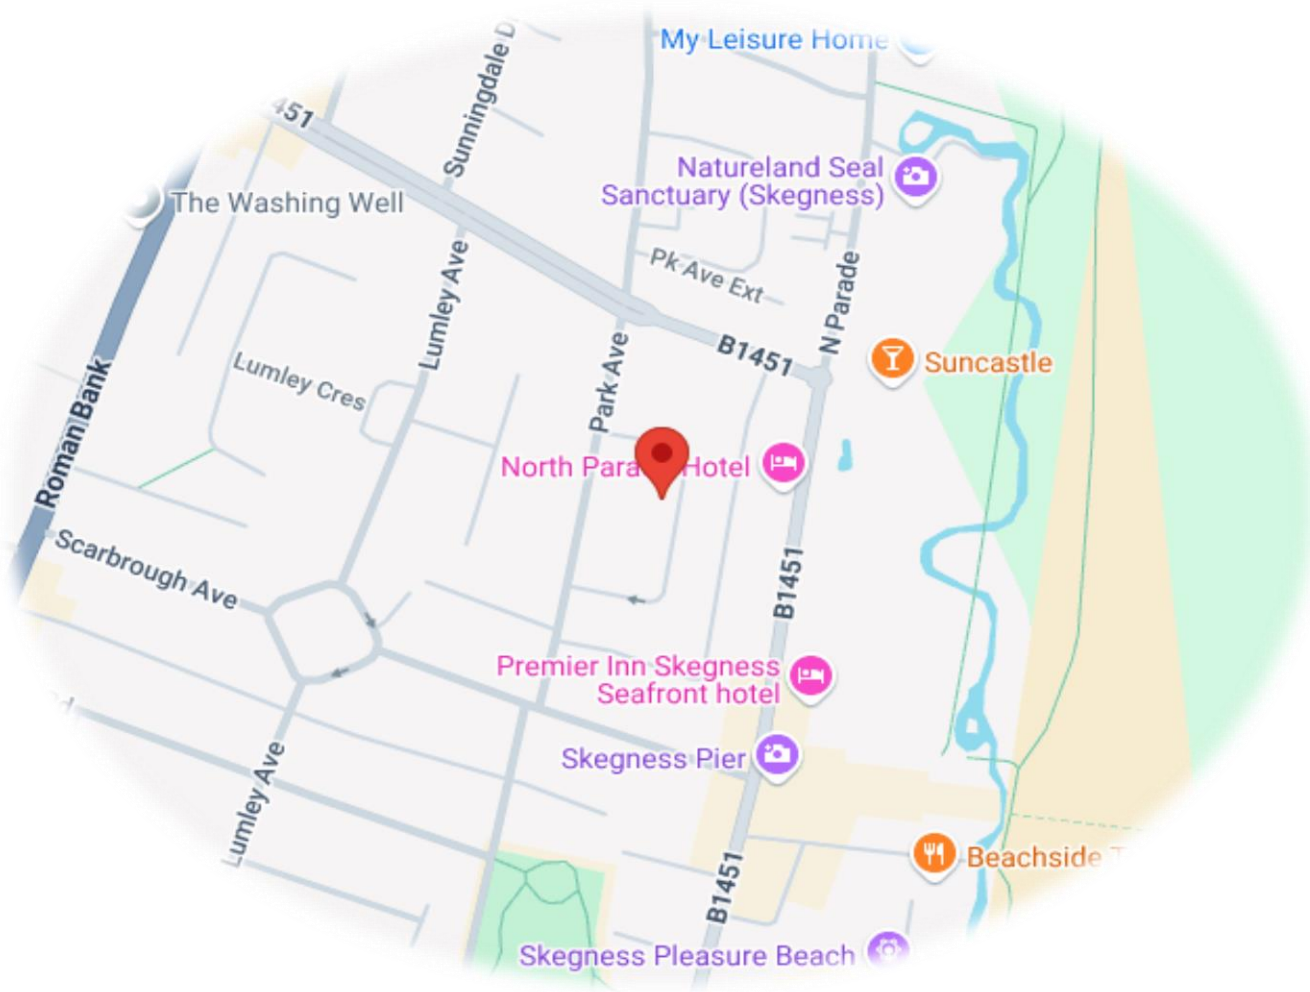 My Leisure Home
Sunningdale D
451
Natureland Seal
Sanctuary (Skegness)
The Washing Well
Pk Ave Ext
Lumley Ave
N Parade
B1451
Suncastle
Park Ave
Lumley Cres
Roman Bank
North Para Hotel
Scarbrough Ave
B1451
Premier Inn Skegness
Seafront hotel
Skegness Pier
Lumley Ave
Beachside T
B1451
Skegness Pleasure Beach